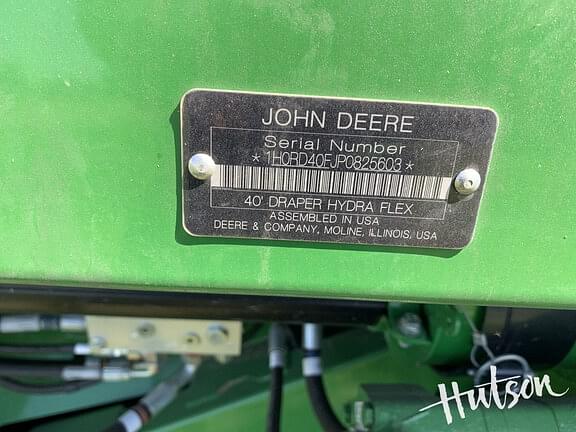 JOHN DEERE
Serial Number
* 1H0RD40FJP0825603 *
40' DRAPER HYDRA FLEX
ASSEMBLED IN USA
DEERE & COMPANY, MOLINE, ILLINOIS, USA
Hutson